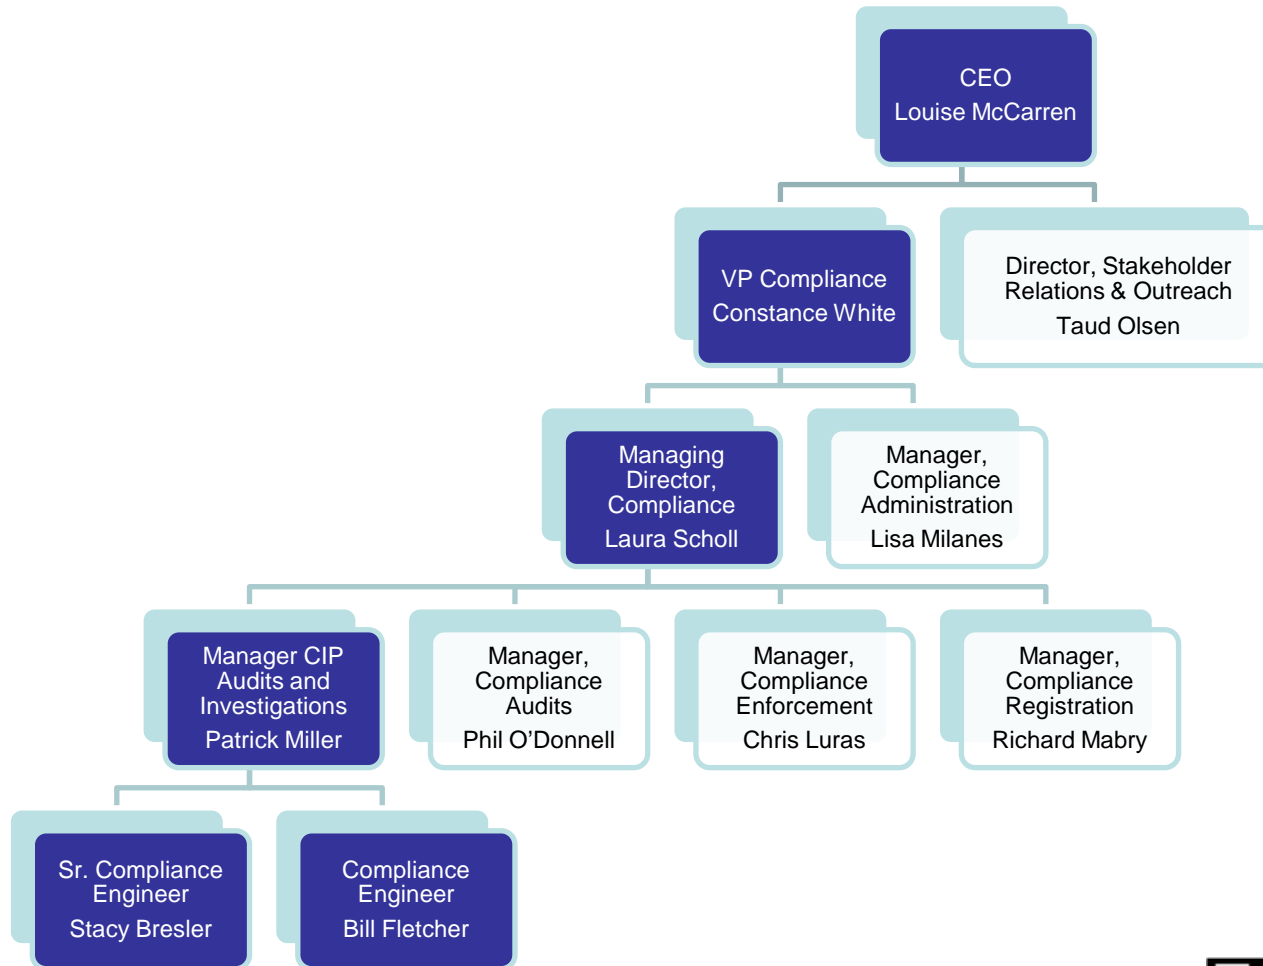 CEO
Louise McCarren
VP Compliance
Constance White
Director, Stakeholder
Relations & Outreach
Taud Olsen
Managing
Director,
Compliance
Laura Scholl
Manager,
Compliance
Administration
Lisa Milanes
Manager CIP
Audits and
Investigations
Patrick Miller
Manager,
Compliance
Audits
Phil O’Donnell
Manager,
Compliance
Enforcement
Chris Luras
Manager,
Compliance
Registration
Richard Mabry
Sr. Compliance
Engineer
Stacy Bresler
Compliance
Engineer
Bill Fletcher